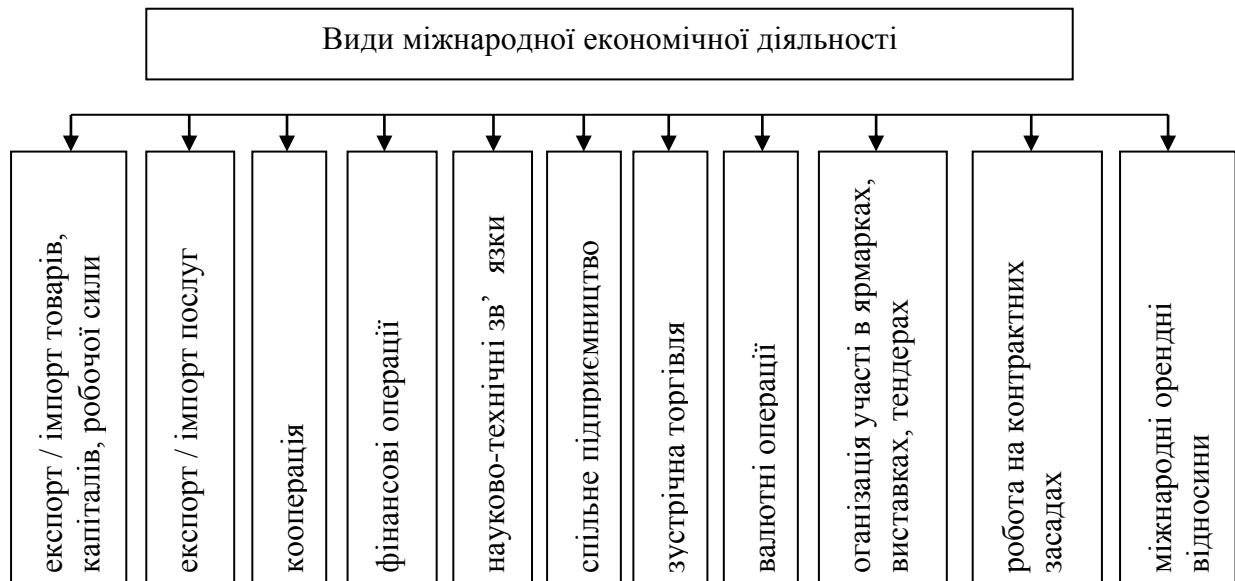 Види міжнародної економічної діяльності
експорт / імпорт товарів,
капіталів, робочої сили
експорт / імпорт послуг
кооперація
фінансові операції
науково-технічні зв’ язки
спільне підприємництво
зустрічна торгівля
валютні операції
оганізація участі в ярмарках,
виставках, тендерах
робота на контрактних
засадах
міжнародні орендні
відносини